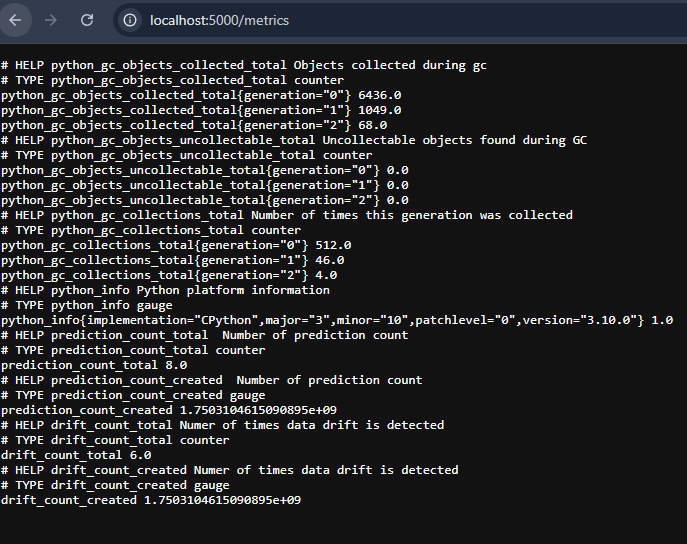 localhost:5000/metrics
# HELP python_gc_objects_collected_total Objects collected during gc
# TYPE python_gc_objects_collected_total counter
python_gc_objects_collected_total{generation="0"} 6436.0
python_gc_objects_collected_total{generation="1"} 1049.0
python_gc_objects_collected_total{generation="2"} 68.0
# HELP python_gc_objects_uncollectable_total Uncollectable objects found during GC
# TYPE python_gc_objects_uncollectable_total counter
python_gc_objects_uncollectable_total{generation="0"} 0.0
python_gc_objects_uncollectable_total{generation="1"} 0.0
python_gc_objects_uncollectable_total{generation="2"} 0.0
# HELP python_gc_collections_total Number of times this generation was collected
# TYPE python_gc_collections_total counter
python_gc_collections_total{generation="0"} 512.0
python_gc_collections_total{generation="1"} 46.0
python_gc_collections_total{generation="2"} 4.0
# HELP python_info Python platform information
# TYPE python_info gauge
python_info{implementation="CPython",major="3",minor="10",patchlevel="0",version="3.10.0"} 1.0
# HELP prediction_count_total  Number of prediction count
# TYPE prediction_count_total counter
prediction_count_total 8.0
# HELP prediction_count_created  Number of prediction count
# TYPE prediction_count_created gauge
prediction_count_created 1.7503104615090895e+09
# HELP drift_count_total Numer of times data drift is detected
# TYPE drift_count_total counter
drift_count_total 6.0
# HELP drift_count_created Numer of times data drift is detected
# TYPE drift_count_created gauge
drift_count_created 1.7503104615090895e+09